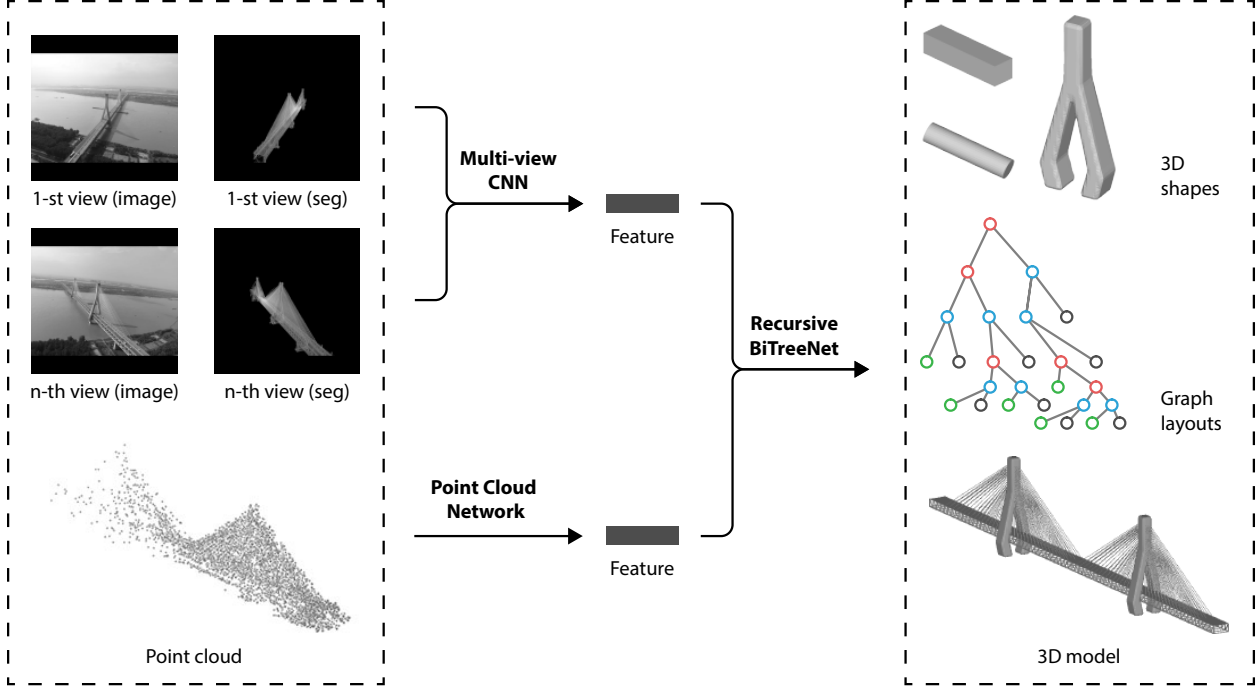 1-st view (image)
1-st view (seg)
n-th view (image)
n-th view (seg)
Point cloud
Multi-view
CNN
Feature
Point Cloud
Network
Feature
Recursive
BiTreeNet
3D
shapes
Graph
layouts
3D model